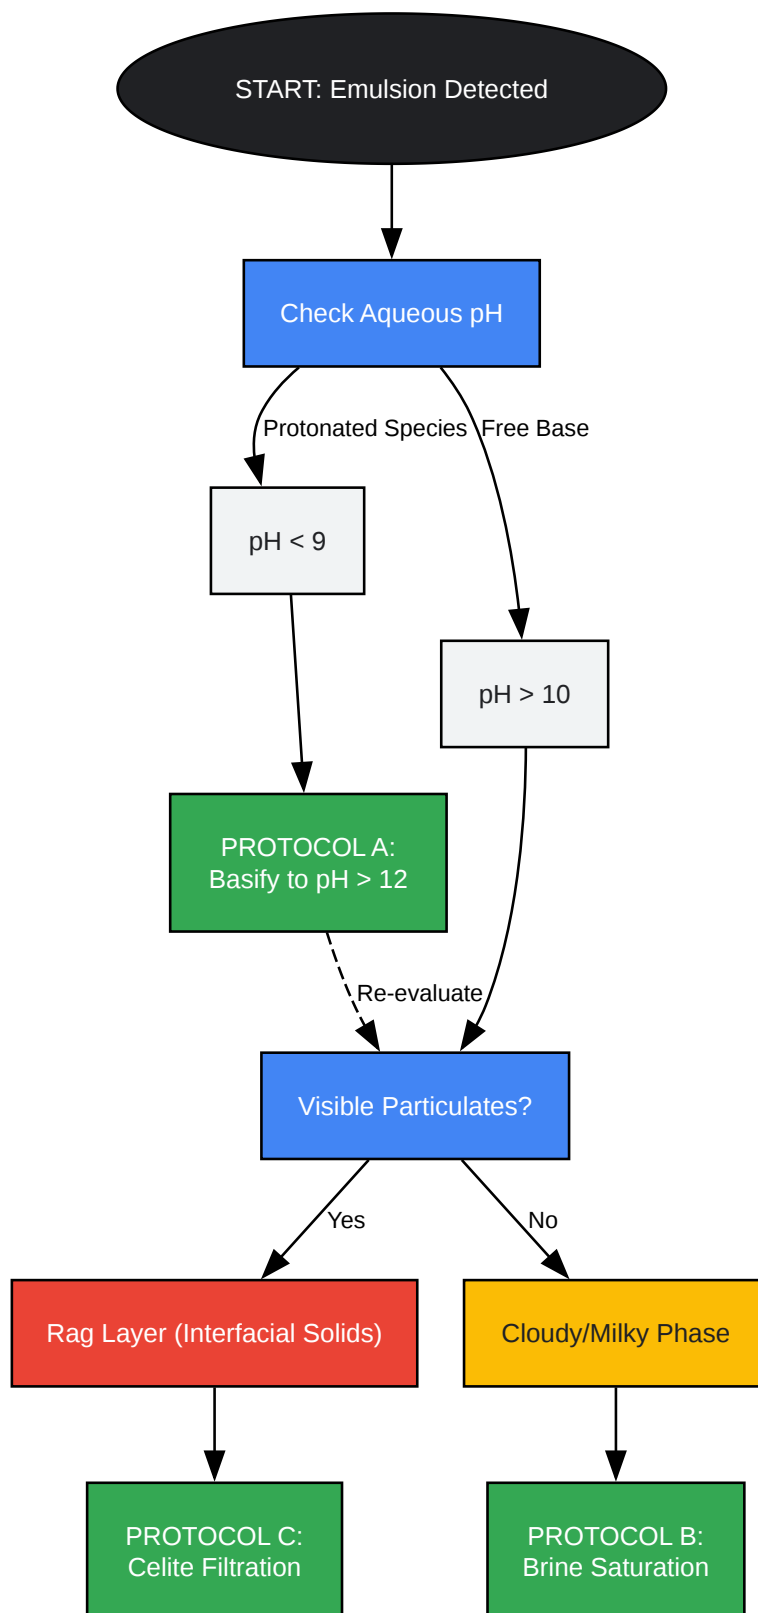 START: Emulsion Detected
Check Aqueous pH
Protonated Species
Free Base
pH < 9
pH > 10
PROTOCOL A:
Basify to pH > 12
Re-evaluate
Visible Particulates?
Yes
No
Rag Layer (Interfacial Solids)
Cloudy/Milky Phase
PROTOCOL C:
Celite Filtration
PROTOCOL B:
Brine Saturation